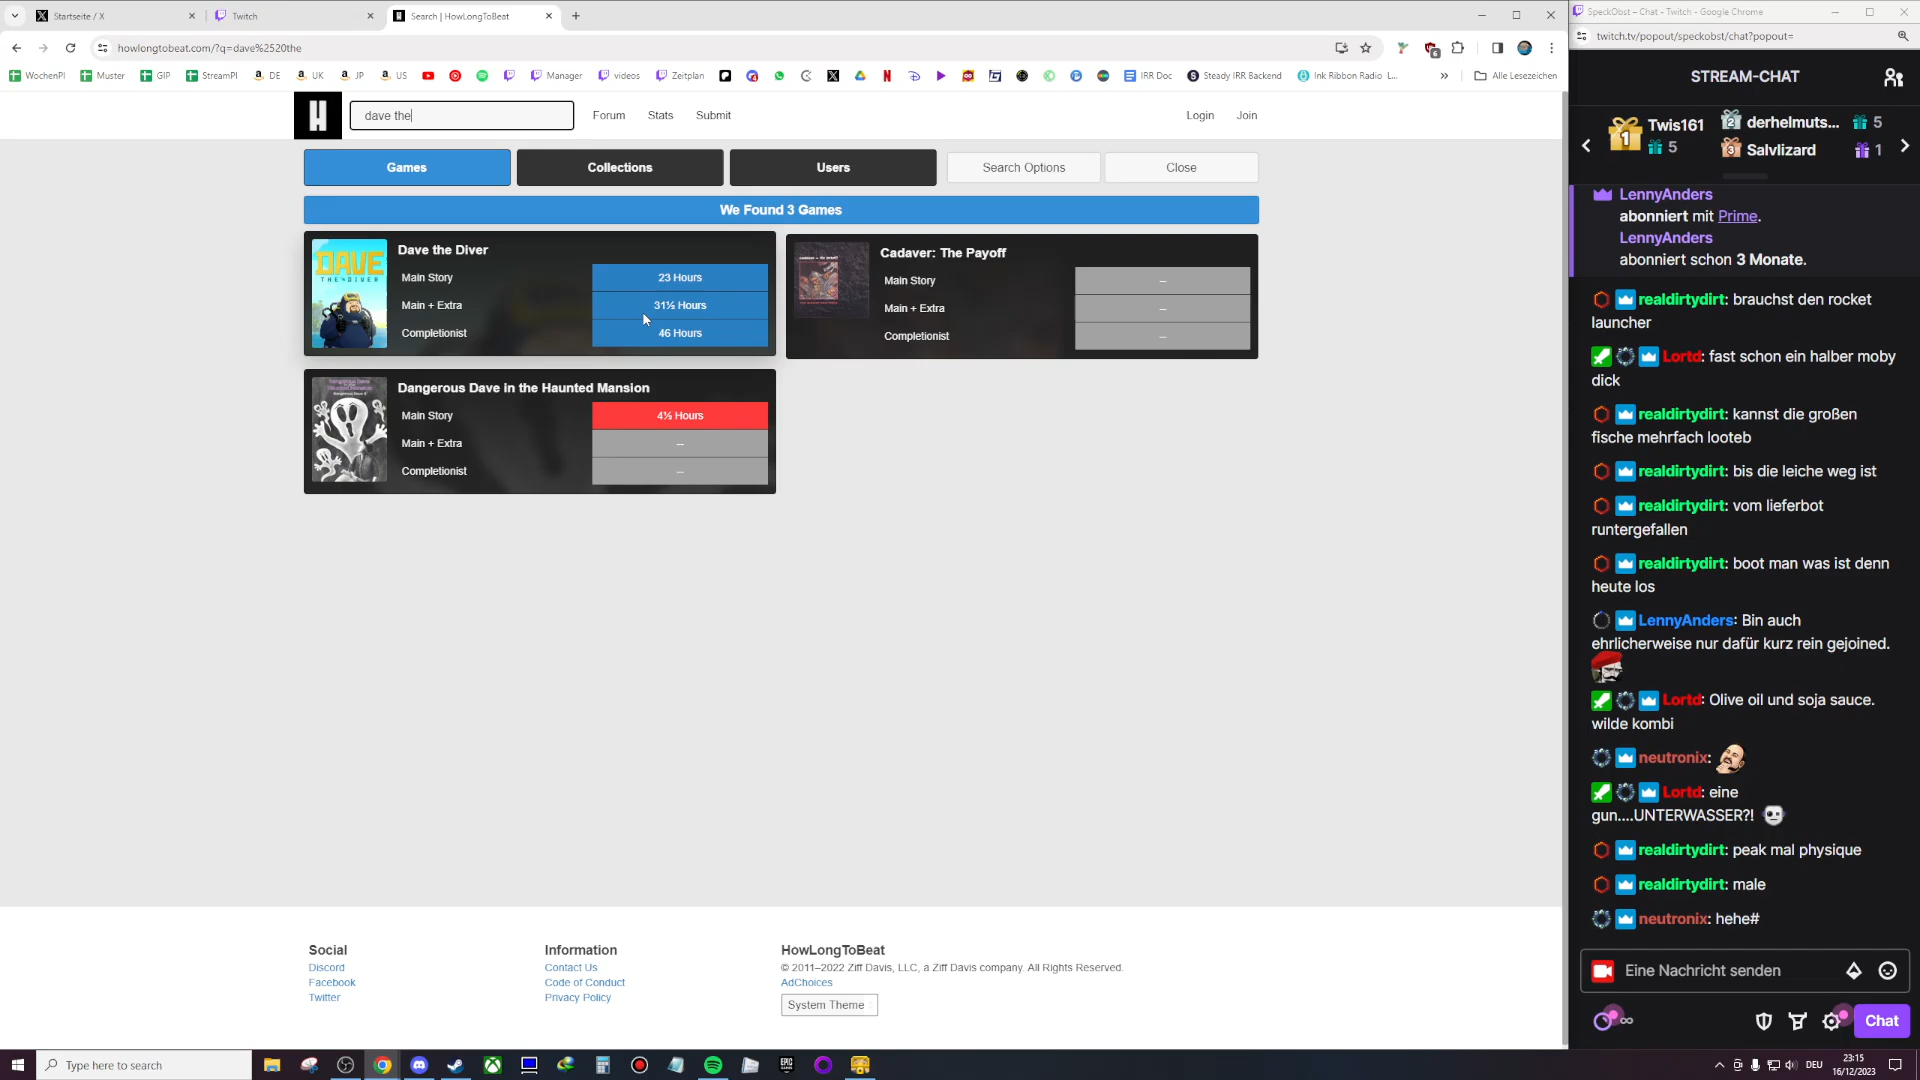 Startseite / X
Twitch
Search | HowLongToBeat
SpeckObst – Chat - Twitch - Google Chrome
howlongtobeat.com/?q=dave%2520the
twitch.tv/popout/speckobst/chat?popout=
WochenPl
Muster
GIP
StreamPl
DE
UK
JP
US
Manager
videos
Zeitplan
IRR Doc
Steady IRR Backend
Ink Ribbon Radio L...
Alle Lesezeichen
dave the
Forum
Stats
Submit
Login
Join
Games
Collections
Users
Search Options
Close
We Found 3 Games
DAVE
THE DIVER
Dave the Diver
Main Story
23 Hours
Main + Extra
31½ Hours
Completionist
46 Hours
Cadaver: The Payoff
Main Story
--
Main + Extra
--
Completionist
--
Dangerous Dave in the Haunted Mansion
Main Story
4½ Hours
Main + Extra
--
Completionist
--
Social
Discord
Facebook
Twitter
Information
Contact Us
Code of Conduct
Privacy Policy
HowLongToBeat
© 2011–2022 Ziff Davis, LLC, a Ziff Davis company. All Rights Reserved.
AdChoices
System Theme
STREAM-CHAT
1
Twis161
5
2
derhelmuts...
5
3
Salvlizard
1
LennyAnders
abonniert mit Prime.
LennyAnders
abonniert schon 3 Monate.
realdirtydirt: brauchst den rocket
launcher
Lortd: fast schon ein halber moby
dick
realdirtydirt: kannst die großen
fische mehrfach looteb
realdirtydirt: bis die leiche weg ist
realdirtydirt: vom lieferbot
runtergefallen
realdirtydirt: boot man was ist denn
heute los
LennyAnders: Bin auch
ehrlicherweise nur dafür kurz rein gejoined.
Lortd: Olive oil und soja sauce.
wilde kombi
neutronix:
Lortd: eine
gun....UNTERWASSER?!
realdirtydirt: peak mal physique
realdirtydirt: male
neutronix: hehe#
Eine Nachricht senden
Chat
Type here to search
DEU
23:15
16/12/2023